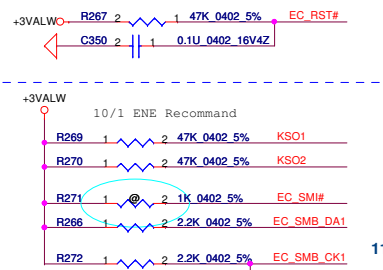 +3VALW R267 2 1 47K_0402_5% EC_RST#
C350 2 1 0.1U_0402_16V4Z
+3VALW
10/1 ENE Recommand
R269 1 2 47K_0402_5% KSO1
R270 1 2 47K_0402_5% KSO2
R271 1 @ 2 1K_0402_5% EC_SMI#
R266 1 2 2.2K_0402_5% EC_SMB_DA1
R272 1 2 2.2K_0402_5% EC_SMB_CK1